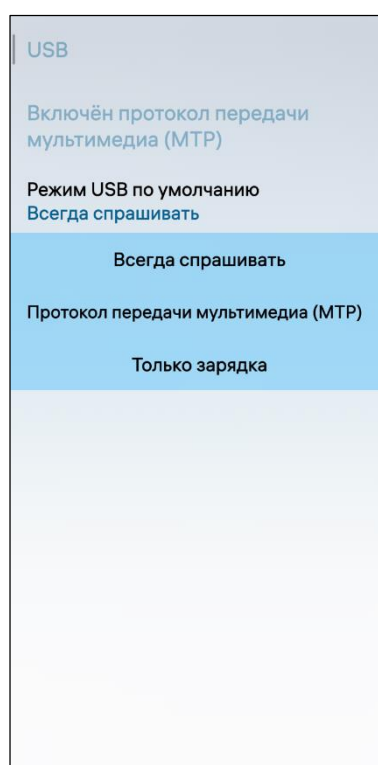 USB
Включён протокол передачи
мультимедиа (MTP)
Режим USB по умолчанию
Всегда спрашивать
Всегда спрашивать
Протокол передачи мультимедиа (MTP)
Только зарядка